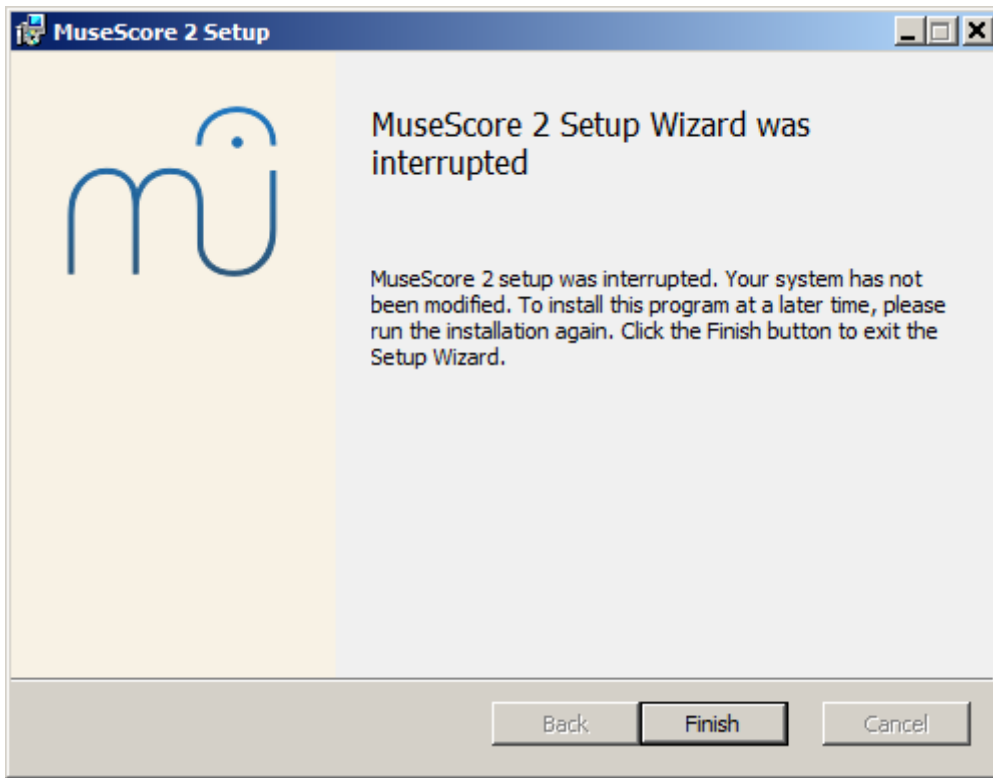 MuseScore 2 Setup
MuseScore 2 Setup Wizard was
interrupted
MuseScore 2 setup was interrupted. Your system has not
been modified. To install this program at a later time, please
run the installation again. Click the Finish button to exit the
Setup Wizard.
Back
Finish
Cancel